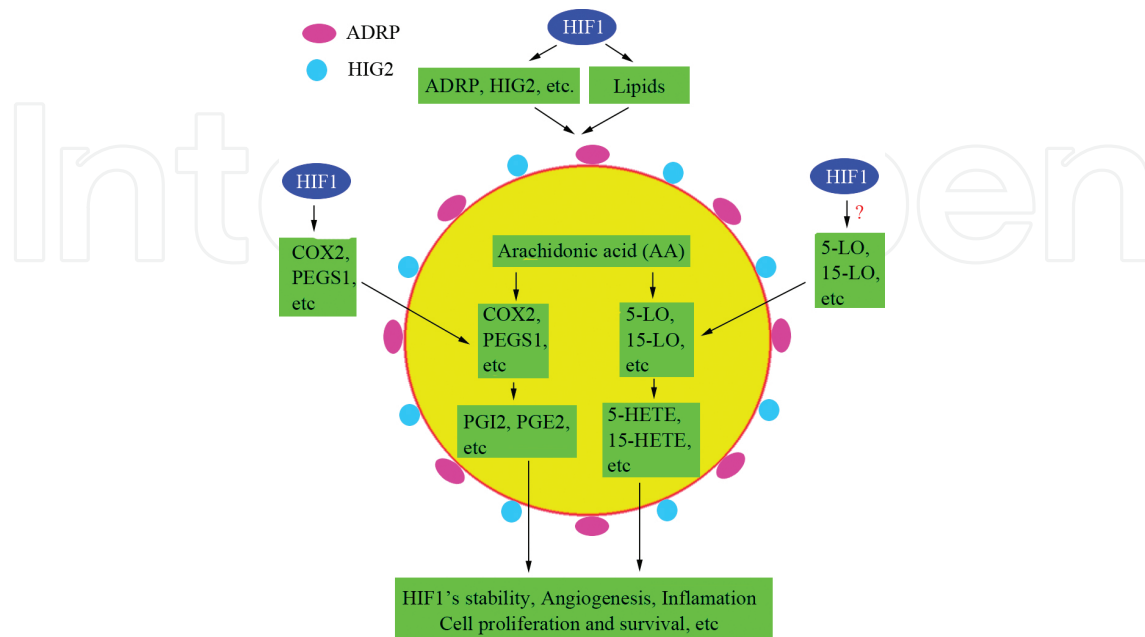 ADRP
HIG2
HIF1
ADRP, HIG2, etc.
Lipids
HIF1
COX2,
PEGS1,
etc
HIF1
?
5-LO,
15-LO,
etc
Arachidonic acid (AA)
COX2,
PEGS1,
etc
5-LO,
15-LO,
etc
PGI2, PGE2,
etc
5-HETE,
15-HETE,
etc
HIF1's stability, Angiogenesis, Inflamation
Cell proliferation and survival, etc